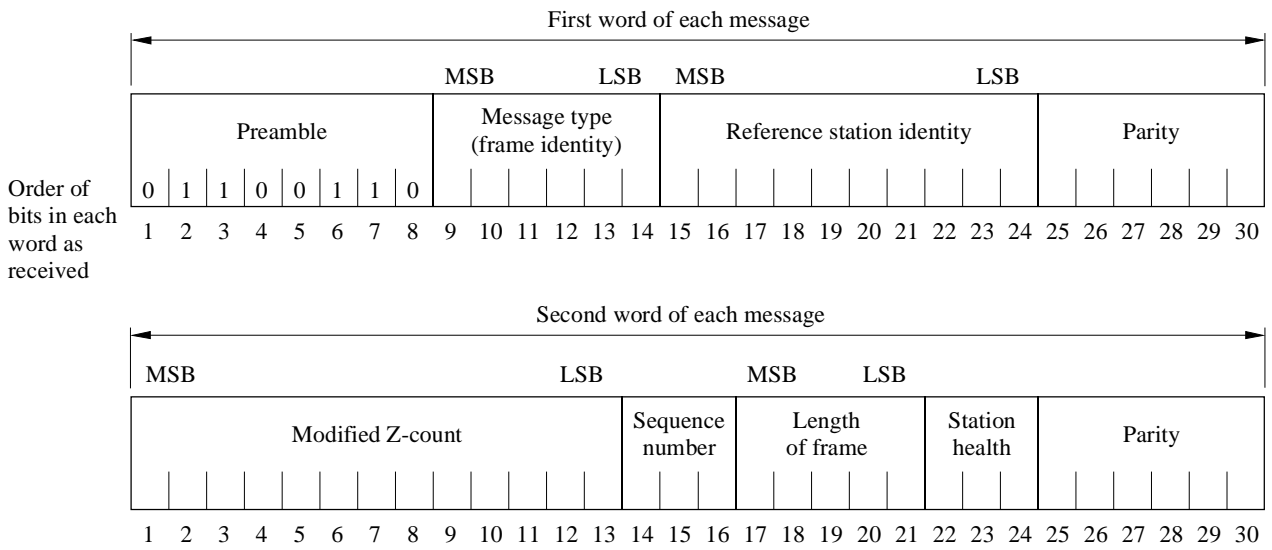 First word of each message
MSB LSB MSB LSB
Preamble
Message type
(frame identity)
Reference station identity
Parity
Order of
bits in each
word as
received
0 1 1 0 0 1 1 0
1 2 3 4 5 6 7 8 9 10 11 12 13 14 15 16 17 18 19 20 21 22 23 24 25 26 27 28 29 30
Second word of each message
MSB LSB MSB LSB
Modified Z-count
Sequence
number
Length
of frame
Station
health
Parity
1 2 3 4 5 6 7 8 9 10 11 12 13 14 15 16 17 18 19 20 21 22 23 24 25 26 27 28 29 30